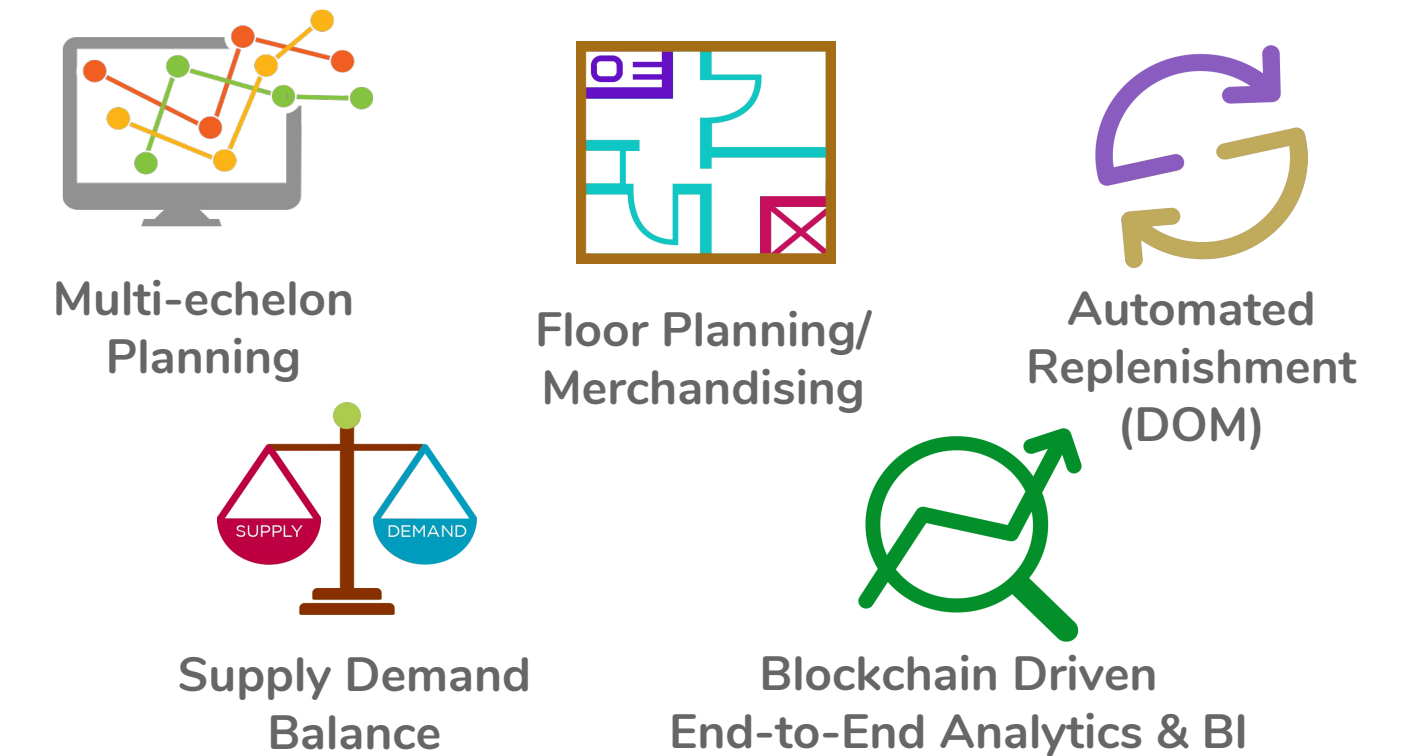 Multi-echelon
Planning
Floor Planning/
Merchandising
Automated
Replenishment
(DOM)
SUPPLY
DEMAND
Supply Demand
Balance
Blockchain Driven
End-to-End Analytics & BI